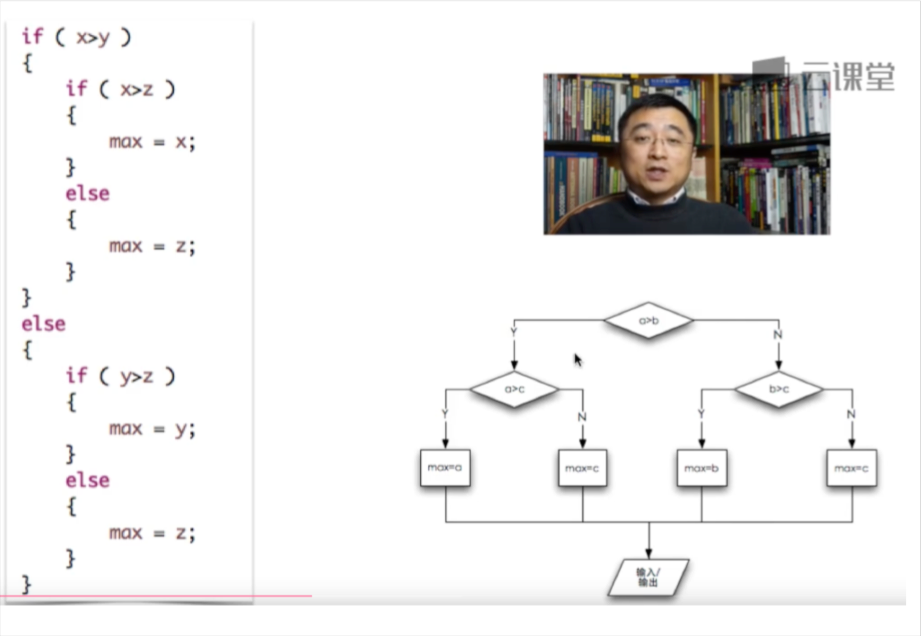 if ( x>y )
{
if ( x>z )
{
max = x;
}
else
{
max = z;
}
}
else
{
if ( y>z )
{
max = y;
}
else
{
max = z;
}
}
云课堂
a>b
Y
N
a>c
b>c
Y
N
Y
N
max=a
max=c
max=b
max=c
输入/
输出